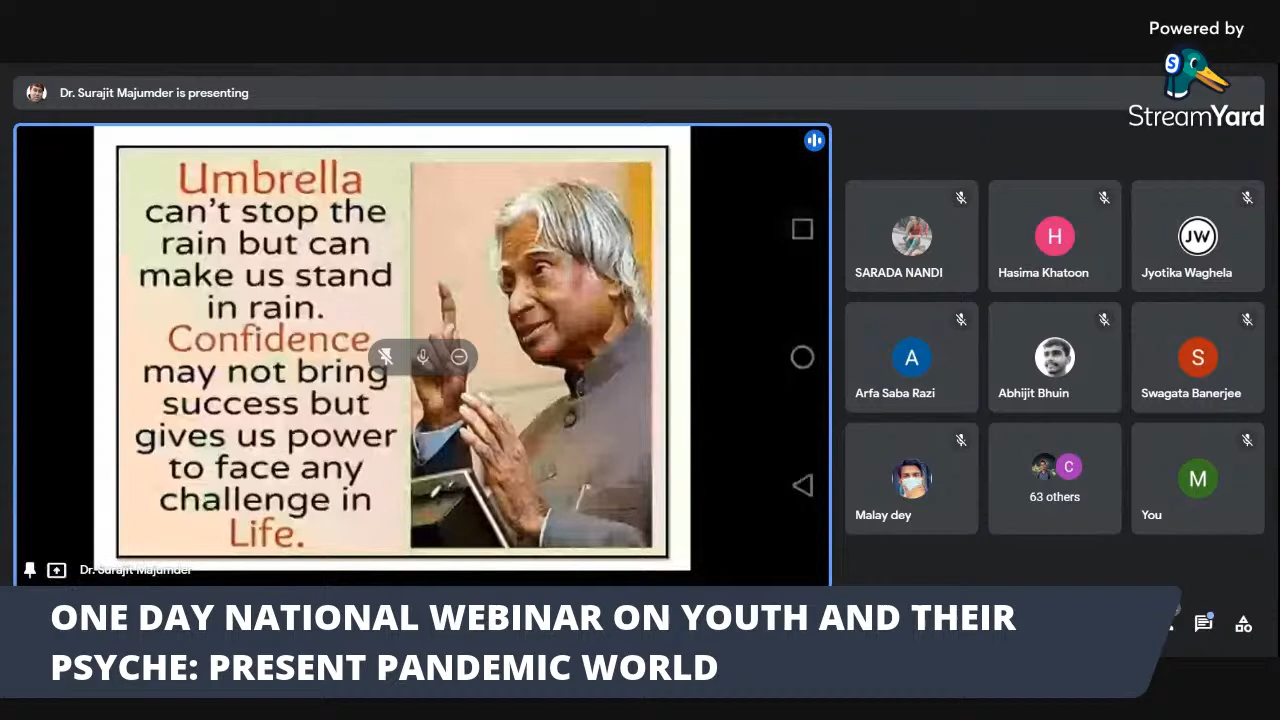 Powered by
StreamYard
Dr. Surajit Majumder is presenting
Umbrella
can't stop the
rain but can
make us stand
in rain.
Confidence
may not bring
success but
gives us power
to face any
challenge in
Life.
Dr. Surajit Majumder
SARADA NANDI
H
Hasima Khatoon
JW
Jyotika Waghela
A
Arfa Saba Razi
Abhijit Bhuin
S
Swagata Banerjee
Malay dey
C
63 others
M
You
ONE DAY NATIONAL WEBINAR ON YOUTH AND THEIR
PSYCHE: PRESENT PANDEMIC WORLD